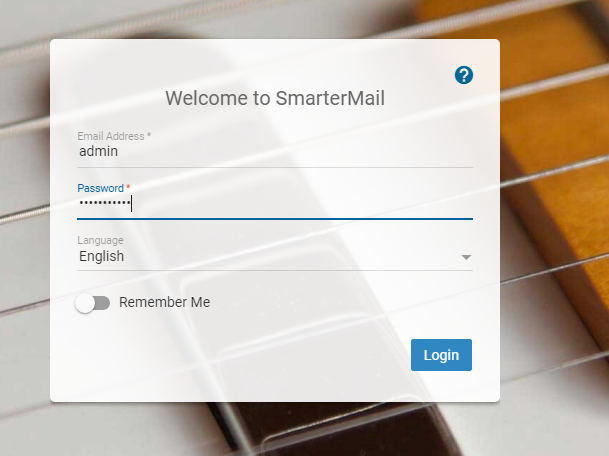 ?
Welcome to SmarterMail
Email Address *
admin
Password *
•••••••••••
Language
English
Remember Me
Login